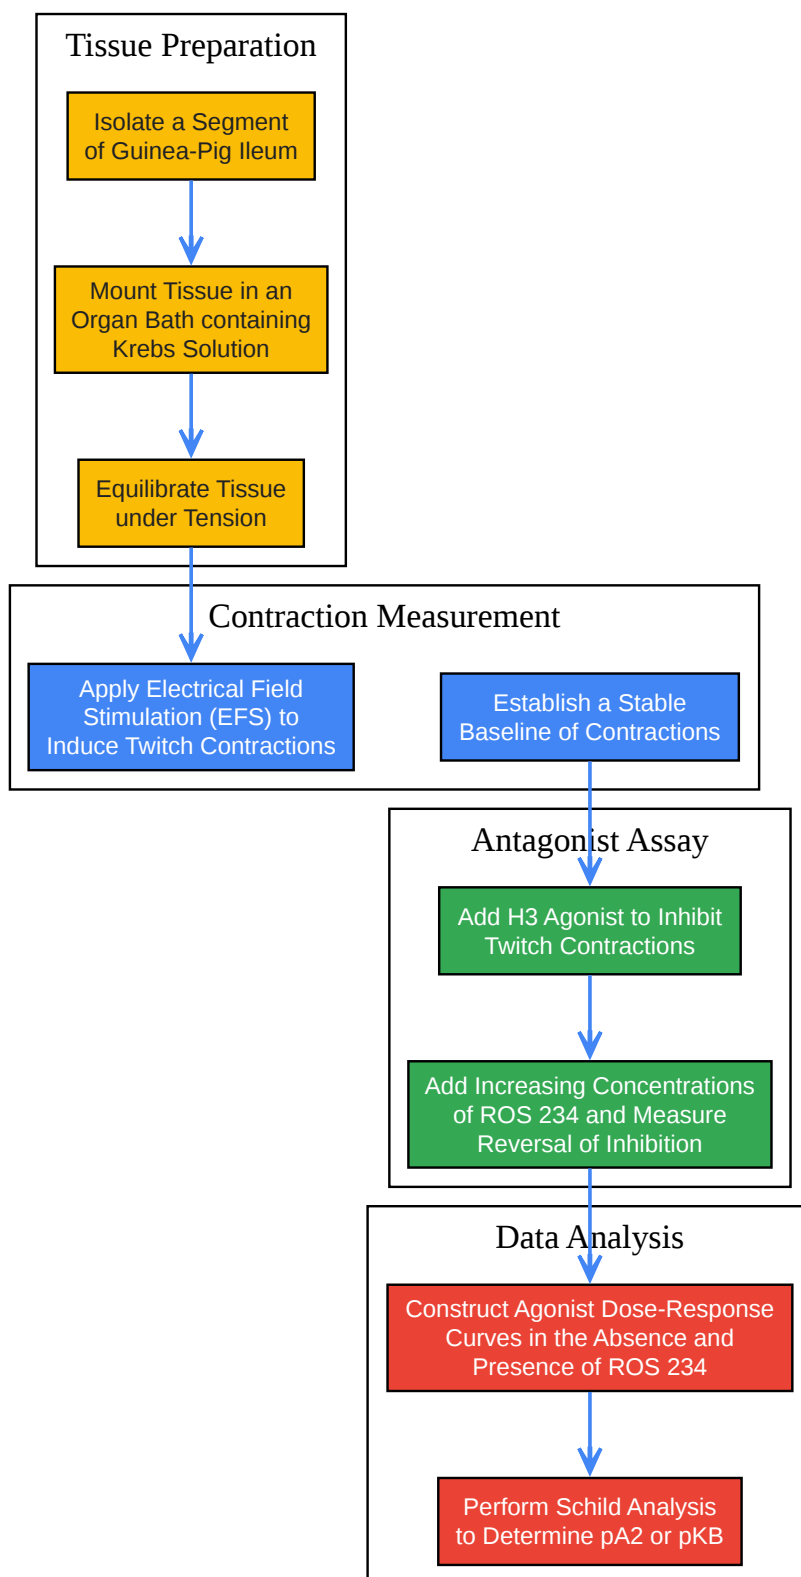 Tissue Preparation
Isolate a Segment
of Guinea-Pig Ileum
Mount Tissue in an
Organ Bath containing
Krebs Solution
Equilibrate Tissue
under Tension
Contraction Measurement
Apply Electrical Field
Stimulation (EFS) to
Induce Twitch Contractions
Establish a Stable
Baseline of Contractions
Antagonist Assay
Add H3 Agonist to Inhibit
Twitch Contractions
Add Increasing Concentrations
of ROS 234 and Measure
Reversal of Inhibition
Data Analysis
Construct Agonist Dose-Response
Curves in the Absence and
Presence of ROS 234
Perform Schild Analysis
to Determine pA2 or pKB